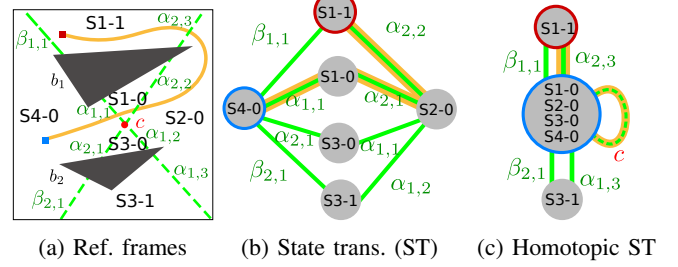 S1-1
α2,3
β1,1
b1
α2,2
α1,1
S1-0
S4-0
c
S2-0
α1,2
α2,1
S3-0
b2
α1,3
β2,1
S3-1
(a) Ref. frames
S1-1
β1,1
α2,2
S1-0
S4-0
α1,1
α2,1
S2-0
α2,1
S3-0
α1,1
β2,1
α1,2
S3-1
(b) State trans. (ST)
S1-1
β1,1
α2,3
S1-0
S2-0
S3-0
S4-0
c
β2,1
α1,3
S3-1
(c) Homotopic ST